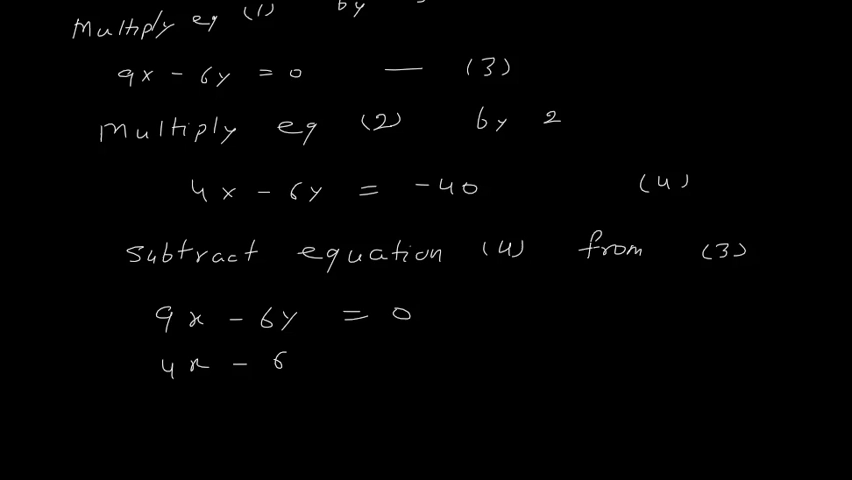 Multiply eq (1) by
9x - 6y = 0 — (3)
Multiply eq (2) by 2
4x - 6y = -40 (4)
Subtract equation (4) from (3)
9x - 6y = 0
4x - 6